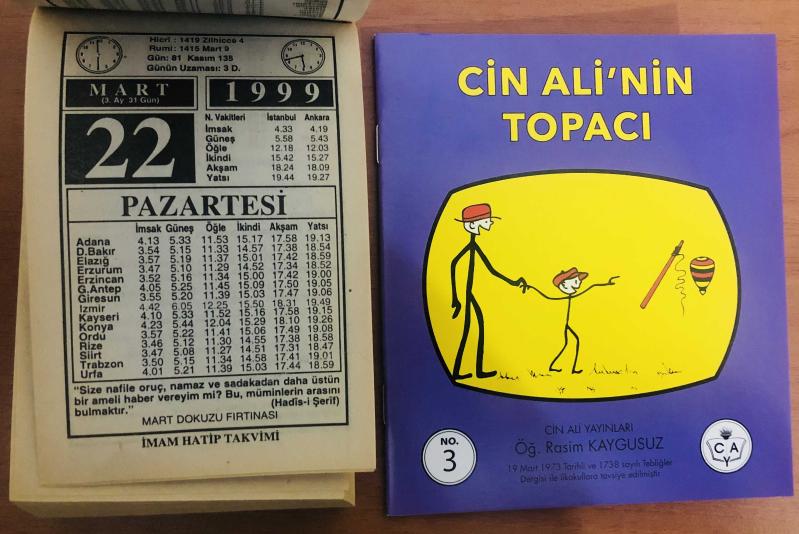 Hicrî : 1419 Zilhicce 4
Rumi : 1415 Mart 9
Gün: 81 Kasım 135
Günün Uzaması: 3 D.
MART
(3. Ay 31 Gün)
1999
22
N. Vakitleri İstanbul Ankara
İmsak 4.33 4.19
Güneş 5.58 5.43
Öğle 12.18 12.03
İkindi 15.42 15.27
Akşam 18.24 18.09
Yatsı 19.44 19.27
PAZARTESİ
İmsak Güneş Öğle İkindi Akşam Yatsı
Adana 4.13 5.33 11.53 15.17 17.58 19.13
D.Bakır 3.54 5.15 11.33 14.57 17.38 18.54
Elazığ 3.57 5.19 11.37 15.01 17.42 18.59
Erzurum 3.47 5.10 11.29 14.52 17.34 18.52
Erzincan 3.52 5.16 11.34 15.00 17.42 19.00
G.Antep 4.05 5.25 11.45 15.09 17.50 19.05
Giresun 3.55 5.20 11.39 15.03 17.47 19.06
İzmir 4.42 6.05 12.25 15.50 18.31 19.49
Kayseri 4.10 5.33 11.52 15.16 17.58 19.15
Konya 4.23 5.44 12.04 15.29 18.10 19.26
Ordu 3.57 5.22 11.41 15.06 17.49 19.08
Rize 3.46 5.12 11.30 14.55 17.38 18.58
Siirt 3.47 5.08 11.27 14.51 17.31 18.47
Trabzon 3.50 5.15 11.34 14.58 17.41 19.01
Urfa 4.01 5.21 11.39 15.03 17.44 18.59
"Size nafile oruç, namaz ve sadakadan daha üstün
bir ameli haber vereyim mi? Bu, müminlerin arasını
bulmaktır." (Hadîs-i Şerif)
MART DOKUZU FIRTINASI
İMAM HATİP TAKVİMİ
CİN ALİ'NİN
TOPACI
CİN ALİ YAYINLARI
Öğ. Rasim KAYGUSUZ
19 Mart 1973 Tarihli ve 1738 sayılı Tebliğler
Dergisi ile ilkokullara tavsiye edilmiştir
NO.
3
C A
Y